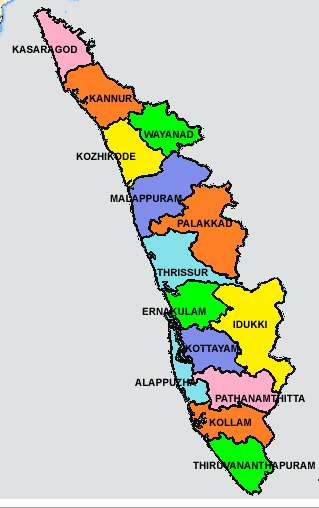 KASARAGOD
KANNUR
WAYANAD
KOZHIKODE
MALAPPURAM
PALAKKAD
THRISSUR
ERNAKULAM
IDUKKI
KOTTAYAM
ALAPPUZHA
PATHANAMTHITTA
KOLLAM
THIRUVANANTHAPURAM